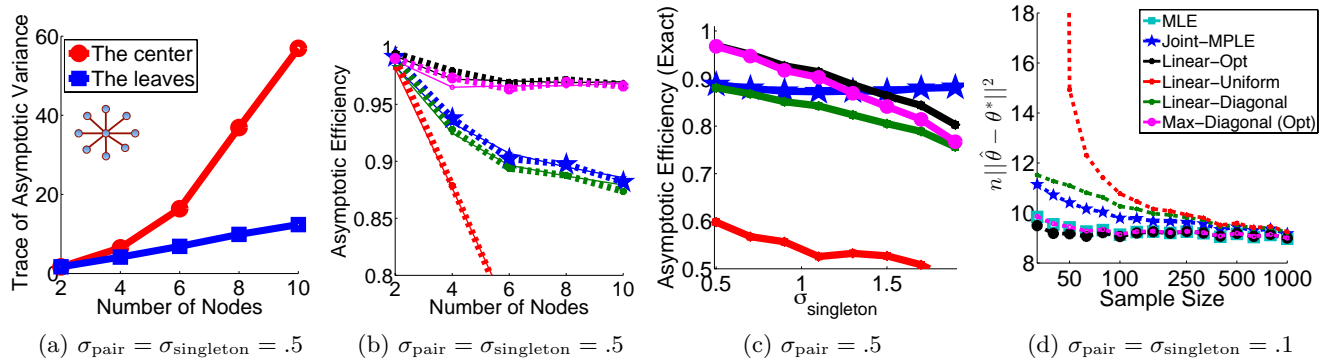 Trace of Asymptotic Variance
60
40
20
0
2 4 6 8 10
Number of Nodes
The center
The leaves
(a) σpair = σsingleton = .5
Asymptotic Efficiency
1
0.95
0.9
0.85
0.8
2 4 6 8 10
Number of Nodes
(b) σpair = σsingleton = .5
Asymptotic Efficiency (Exact)
1
0.9
0.8
0.7
0.6
0.5
0.5 1 1.5
σsingleton
(c) σpair = .5
n||θ̂ − θ*||²
18
16
14
12
10
8
50 100 250 500 1000
Sample Size
MLE
Joint−MPLE
Linear−Opt
Linear−Uniform
Linear−Diagonal
Max−Diagonal (Opt)
(d) σpair = σsingleton = .1